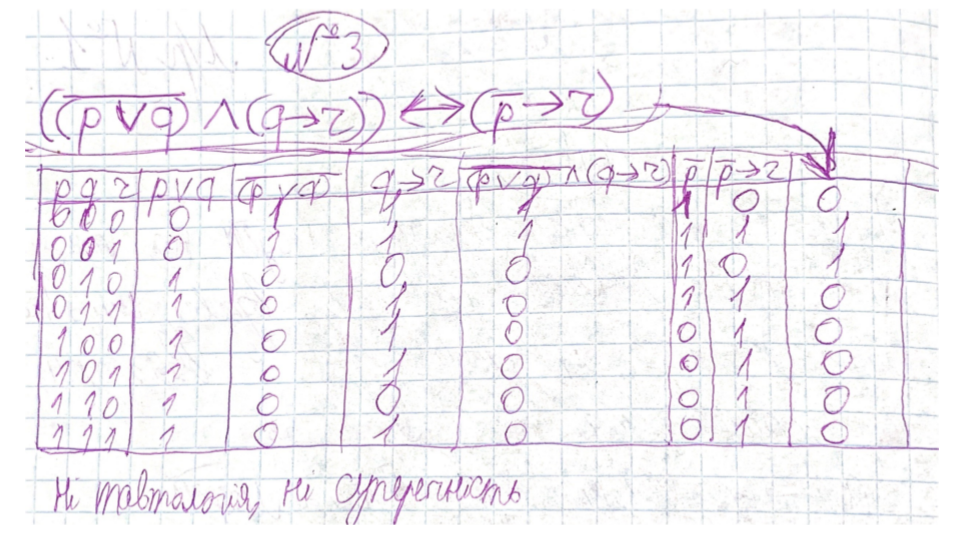 №3
((p̅ ̅∨̅ ̅q̅) ∧ (q → r)) ↔ (p̅ → r)
p q r | p ∨ q | (p̅ ̅∨̅ ̅q̅) | q → r | (p̅ ̅∨̅ ̅q̅) ∧ (q → r) | p̅ | p̅ → r
0 0 0 | 0 | 1 | 1 | 1 | 1 | 0 | 0
0 0 1 | 0 | 1 | 1 | 1 | 1 | 1 | 1
0 1 0 | 1 | 0 | 0 | 0 | 1 | 0 | 1
0 1 1 | 1 | 0 | 1 | 0 | 1 | 1 | 0
1 0 0 | 1 | 0 | 1 | 0 | 0 | 1 | 0
1 0 1 | 1 | 0 | 1 | 0 | 0 | 1 | 0
1 1 0 | 1 | 0 | 0 | 0 | 0 | 1 | 0
1 1 1 | 1 | 0 | 1 | 0 | 0 | 1 | 0
Ні тавтологія, ні суперечність